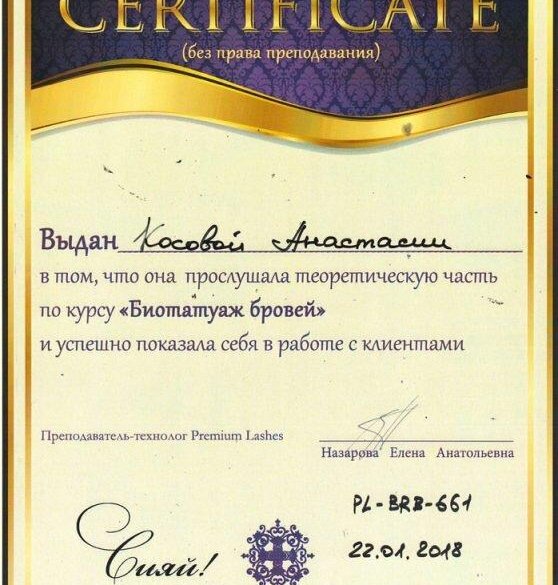 CERTIFICATE
(без права преподавания)
Выдан Косовой Анастасии
в том, что она прослушала теоретическую часть
по курсу «Биотатуаж бровей»
и успешно показала себя в работе с клиентами
Преподаватель-технолог Premium Lashes
Назарова Елена Анатольевна
PL-BRB-661
22.01.2018
Сияй!